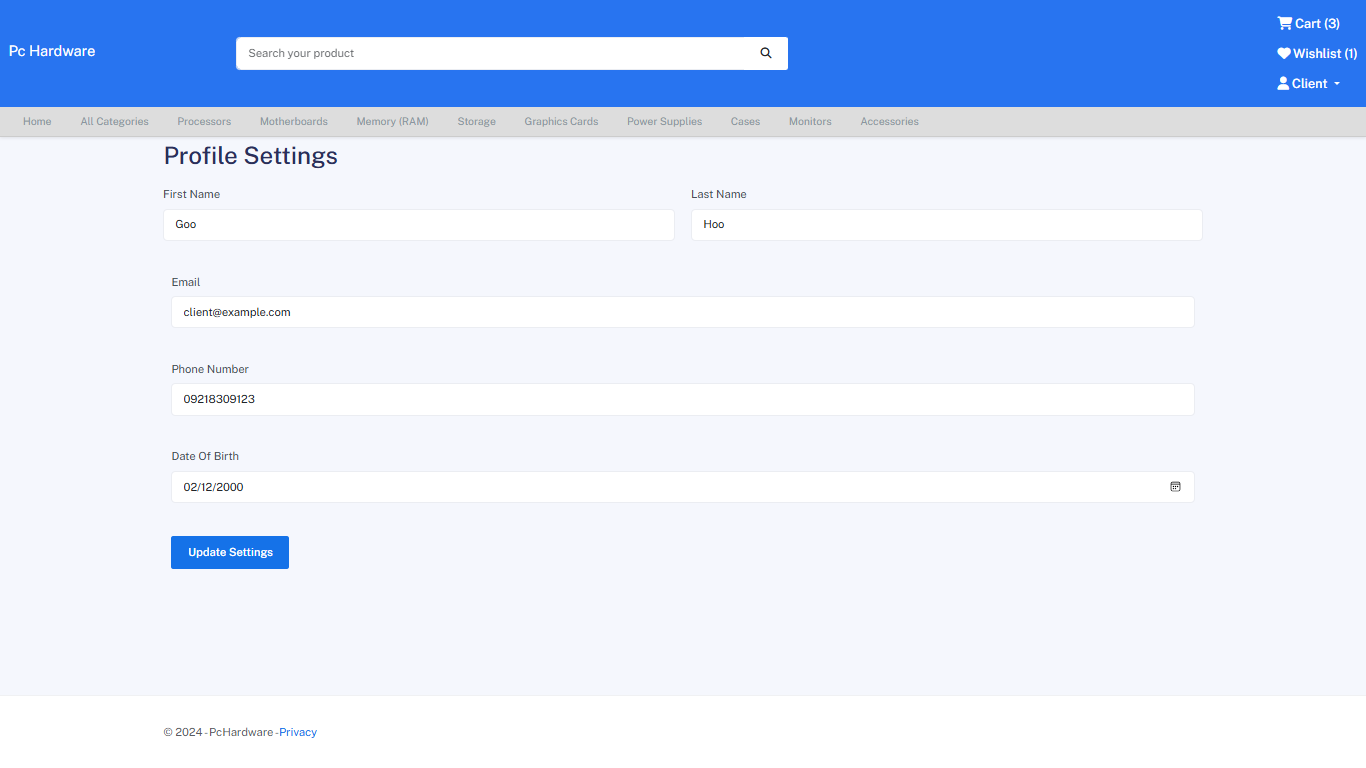 Pc Hardware
Search your product
Cart (3)
Wishlist (1)
Client
Home All Categories Processors Motherboards Memory (RAM) Storage Graphics Cards Power Supplies Cases Monitors Accessories
Profile Settings
First Name Last Name
Goo Hoo
Email
client@example.com
Phone Number
09218309123
Date Of Birth
02/12/2000
Update Settings
© 2024 - PcHardware - Privacy